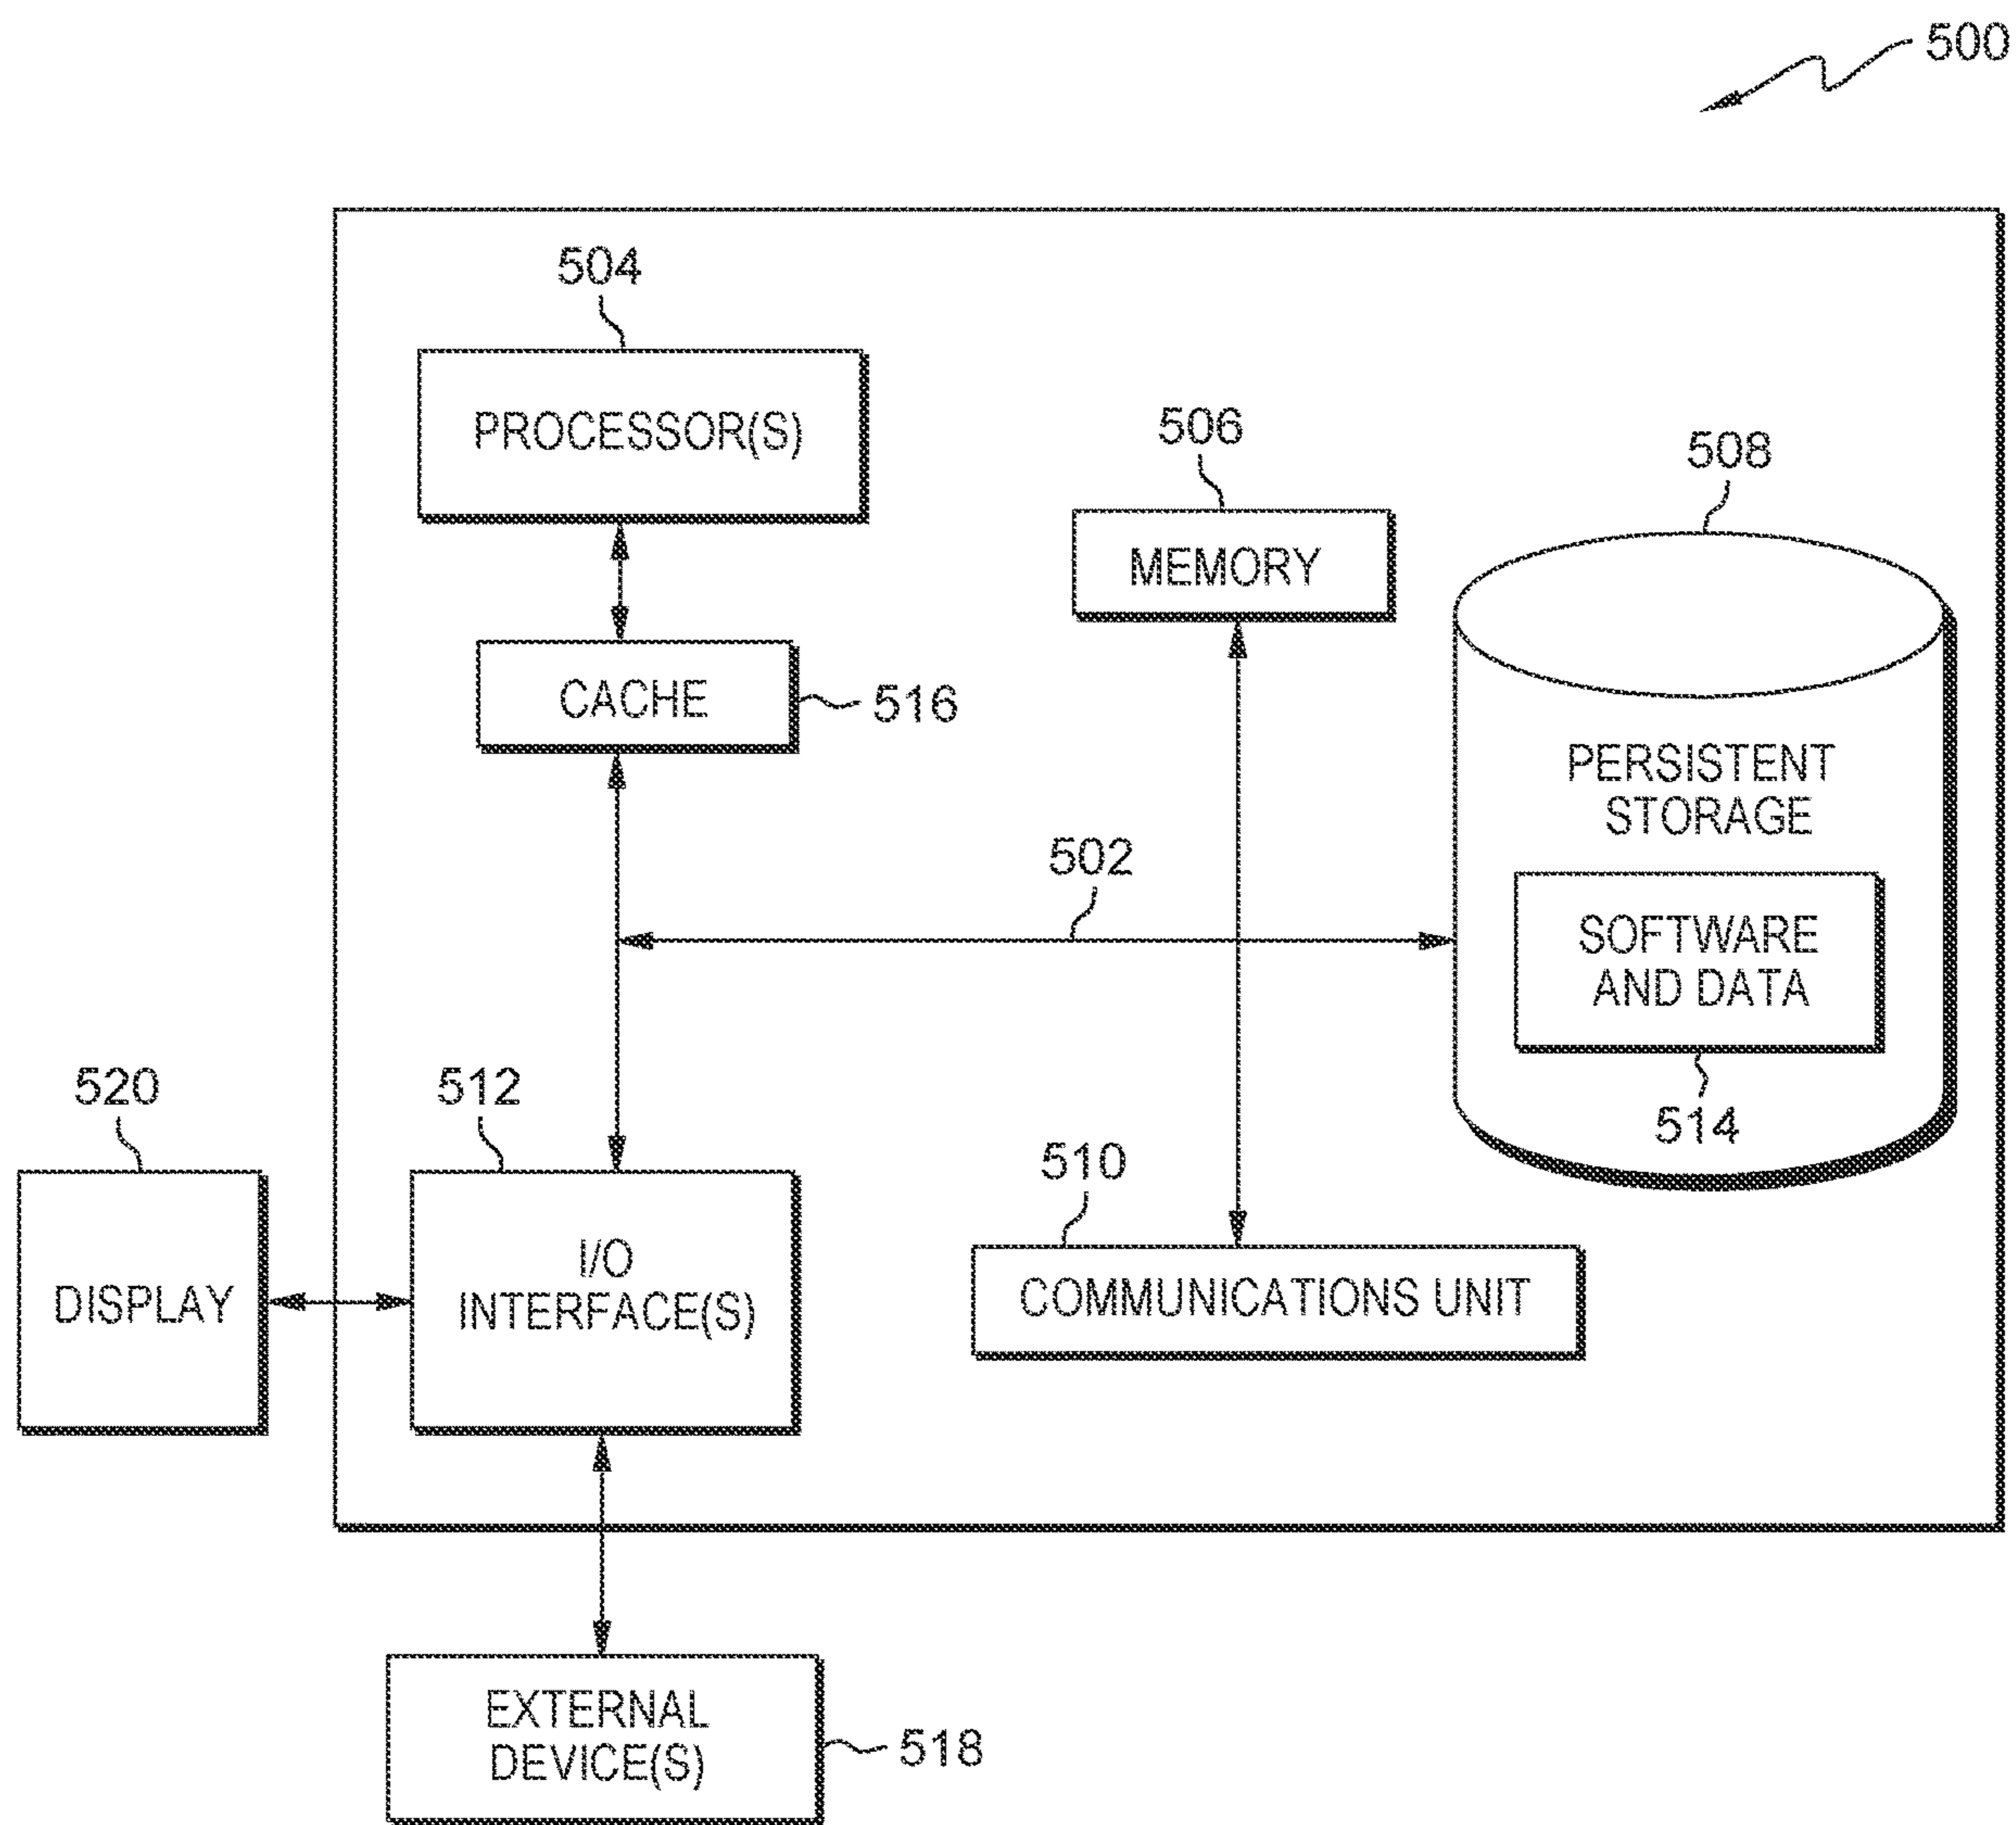 500
504
PROCESSOR(S)
506
508
MEMORY
CACHE
516
PERSISTENT
STORAGE
502
SOFTWARE
AND DATA
514
520
512
510
DISPLAY
I/O
INTERFACE(S)
COMMUNICATIONS UNIT
EXTERNAL
DEVICE(S)
518